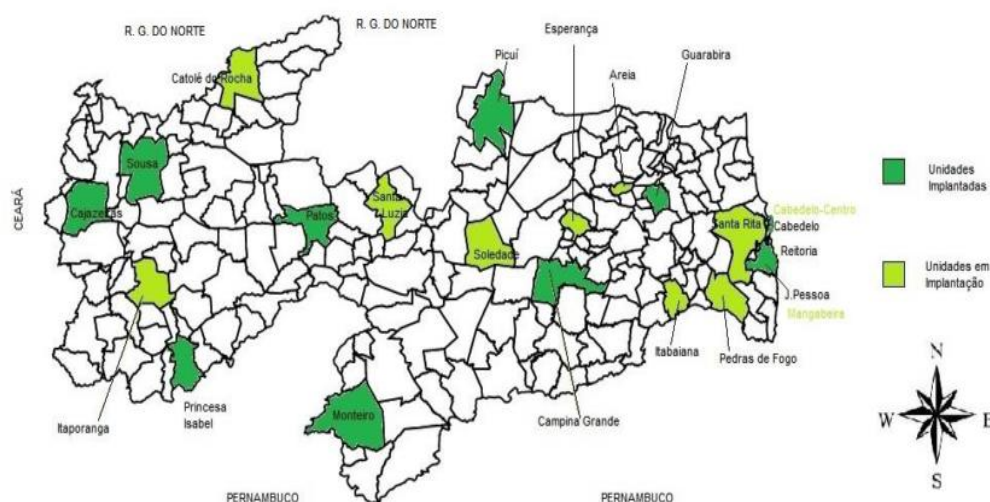 R. G. DO NORTE
R. G. DO NORTE
Esperança
Picuí
Guarabira
Areia
Catolé do Rocha
Sousa
Unidades
Implantadas
CEARÁ
Cajazeiras
Patos
Santa
Luzia
Cabedelo-Centro
Santa Rita
Cabedelo
Soledade
Reitoria
Unidades em
Implantação
J.Pessoa
Mangabeira
Itabaiana
Pedras de Fogo
N
Itaporanga
Princesa
Isabel
Monteiro
Campina Grande
W
E
S
PERNAMBUCO
PERNAMBUCO